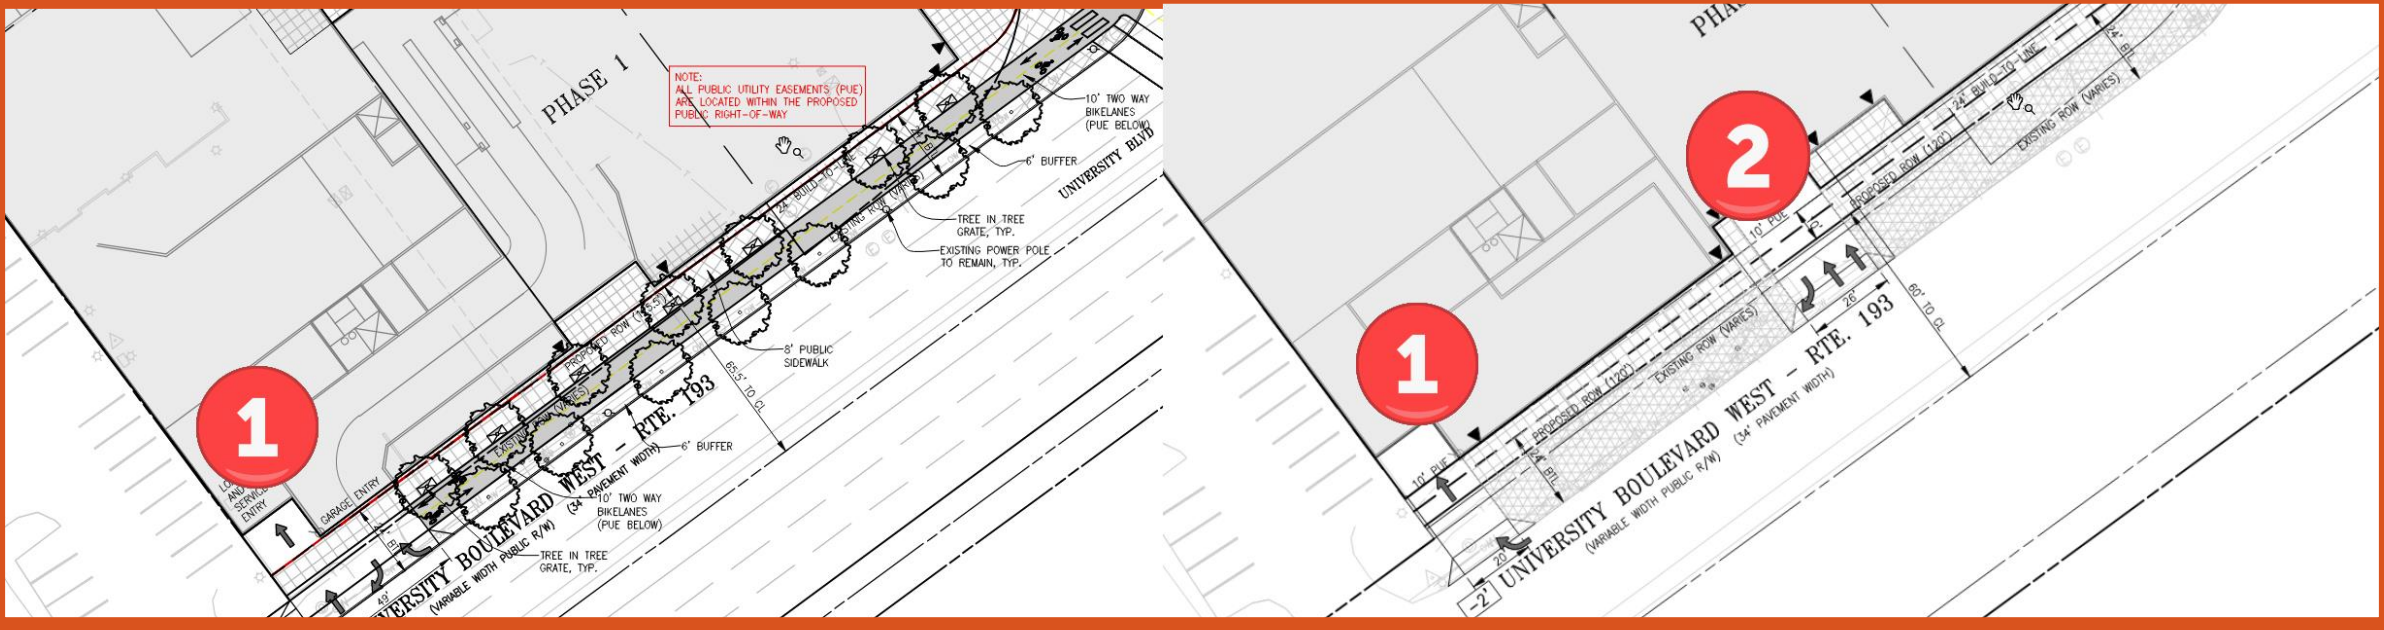 PHASE 1
NOTE:
ALL PUBLIC UTILITY EASEMENTS (PUE)
ARE LOCATED WITHIN THE PROPOSED
PUBLIC RIGHT-OF-WAY
10' TWO WAY
BIKELANES
(PUE BELOW)
UNIVERSITY BLVD
6' BUFFER
TREE IN TREE
GRATE, TYP.
EXISTING POWER POLE
TO REMAIN, TYP.
24' BUILD-TO-LINE
EXISTING ROW (VARIES)
PROPOSED ROW
8' PUBLIC
SIDEWALK
65.5' TO CL
RTE. 193
6' BUFFER
(34' PAVEMENT WIDTH)
10' TWO WAY
BIKELANES
(PUE BELOW)
EXISTING ROW (VARIES)
TREE IN TREE
GRATE, TYP.
1
AND
SERVICE
ENTRY
GARAGE ENTRY
49'
BOULEVARD WEST -
(VARIABLE WIDTH PUBLIC R/W)
24' BTL
24' BUILD-TO-LINE
EXISTING ROW (VARIES)
PROPOSED ROW (120')
2
10' PUE
26'
60' TO CL
1
EXISTING ROW (VARIES)
PROPOSED ROW (120')
10' PUE
24' BTL
20'
-2'
UNIVERSITY BOULEVARD WEST - RTE. 193
(VARIABLE WIDTH PUBLIC R/W)
(34' PAVEMENT WIDTH)